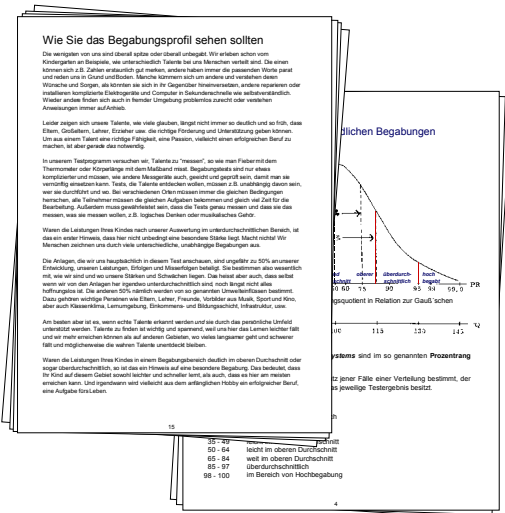 Wie Sie das Begabungsprofil sehen sollten
Die wenigsten von uns sind überall spitze oder überall unbegabt. Wir erleben schon vom
Kindergarten an Beispiele, wie unterschiedlich Talente bei uns Menschen verteilt sind. Die einen
können sich z.B. Zahlen erstaunlich gut merken, andere haben immer die passenden Worte parat
und reden uns in Grund und Boden. Manche kümmern sich um andere und verstehen deren
Wünsche und Sorgen, als könnten sie sich in ihr Gegenüber hineinversetzen, andere reparieren oder
installieren komplizierte Elektrogeräte und Computer in Sekundenschnelle wie selbstverständlich.
Wieder andere finden sich auch in fremder Umgebung problemlos zurecht oder verstehen
Anweisungen immer auf Anhieb.
Leider zeigen sich unsere Talente, wie viele glauben, längst nicht immer so deutlich und so früh, dass
Eltern, Großeltern, Lehrer, Erzieher usw. die richtige Förderung und Unterstützung geben können.
Um aus einem Talent eine richtige Fähigkeit, eine Passion, vielleicht einen erfolgreichen Beruf zu
machen, ist aber gerade das notwendig.
In unserem Testprogramm versuchen wir, Talente zu "messen", so wie man Fieber mit dem
Thermometer oder Körperlänge mit dem Maßband misst. Begabungstests sind nur etwas
komplizierter und müssen, wie andere Messgeräte auch, geeicht und geprüft sein, damit man sie
vernünftig einsetzen kann. Tests, die Talente entdecken wollen, müssen z.B. unabhängig davon sein,
wer sie durchführt und wo. Bei verschiedenen Orten müssen immer die gleichen Bedingungen
herrschen, alle Teilnehmer müssen die gleichen Aufgaben bekommen und gleich viel Zeit für die
Bearbeitung. Außerdem muss gewährleistet sein, dass die Tests genau messen und dass sie das
messen, was sie messen wollen, z.B. logisches Denken oder musikalisches Gehör.
Waren die Leistungen Ihres Kindes nach unserer Auswertung in unterdurchschnittlichen Bereich, ist
das ein erster Hinweis, dass hier nicht unbedingt eine besondere Stärke liegt. Macht nichts! Wir
Menschen zeichnen uns durch viele unterschiedliche, unabhängige Begabungen aus.
Die Anlagen, die wir uns hauptsächlich in diesem Test anschauen, sind ungefähr zu 50% an unserer
Entwicklung, unseren Leistungen, Erfolgen und Misserfolgen beteiligt. Sie bestimmen also wesentlich
mit, wie wir sind und wo unsere Stärken und Schwächen liegen. Das heisst aber auch, dass selbst
wenn wir von den Anlagen her irgendwo unterdurchschnittlich sind, noch längst nicht alles
hoffnungslos ist. Die anderen 50% nämlich werden von so genannten Umwelteinflüssen bestimmt.
Dazu gehören wichtige Personen wie Eltern, Lehrer, Freunde, Vorbilder aus Musik, Sport und Kino,
aber auch Klassenklima, Lernumgebung, Einkommens- und Bildungsschicht, Infrastruktur, usw.
Am besten aber ist es, wenn echte Talente erkannt werden und sie durch das persönliche Umfeld
unterstützt werden. Talente zu finden ist wichtig und spannend, weil uns hier das Lernen leichter fällt
und wir mehr erreichen können als auf anderen Gebieten, wo vieles langsamer geht und schwerer
fällt und möglicherweise die wahren Talente unentdeckt bleiben.
Waren die Leistungen Ihres Kindes in einem Begabungsbereich deutlich im oberen Durchschnitt oder
sogar überdurchschnittlich, so ist das ein Hinweis auf eine besondere Begabung. Das bedeutet, dass
Ihr Kind auf diesem Gebiet sowohl leichter und schneller lernt, als auch, dass es hier am meisten
erreichen kann. Und irgendwann wird vielleicht aus dem anfänglichen Hobby ein erfolgreicher Beruf,
eine Aufgabe fürs Leben.
15
dlichen Begabungen
%
oberer überdurch- hoch
schnittlich begabt
60 75 90 95 98 99,9 PR
gsquotient in Relation zur Gauß'schen
100 115 130 145
ystems sind im so genannten Prozentrang
tz jener Fälle einer Verteilung bestimmt, der
as jeweilige Testergebnis besitzt.
ch
35 - 49 Durchschnitt
50 - 64 leicht im oberen Durchschnitt
65 - 84 weit im oberen Durchschnitt
85 - 97 überdurchschnittlich
98 - 100 im Bereich von Hochbegabung
4